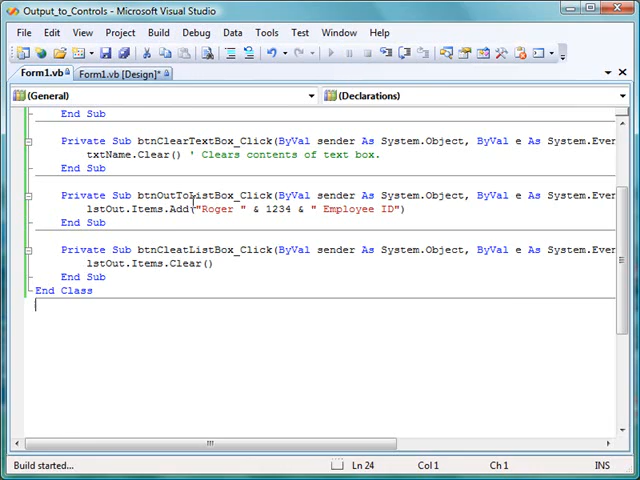 Output_to_Controls - Microsoft Visual Studio
File Edit View Project Build Debug Data Tools Test Window Help
Form1.vb Form1.vb [Design]*
(General) (Declarations)
End Sub
Private Sub btnClearTextBox_Click(ByVal sender As System.Object, ByVal e As System.Even
txtName.Clear() ' Clears contents of text box.
End Sub
Private Sub btnOutToListBox_Click(ByVal sender As System.Object, ByVal e As System.Even
lstOut.Items.Add("Roger " & 1234 & " Employee ID")
End Sub
Private Sub btnCleatListBox_Click(ByVal sender As System.Object, ByVal e As System.Even
lstOut.Items.Clear()
End Sub
End Class
Build started... Ln 24 Col 1 Ch 1 INS